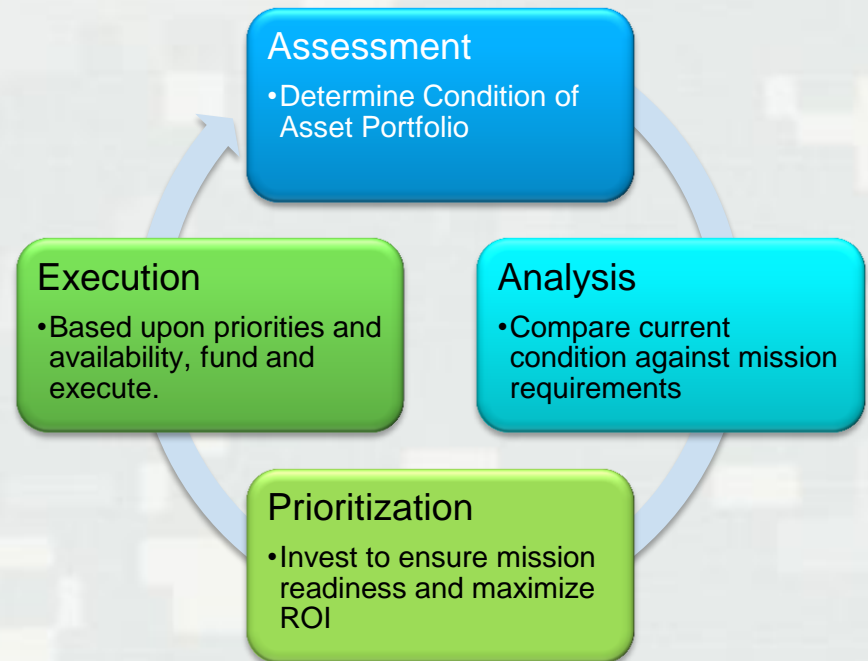 Assessment
•Determine Condition of
Asset Portfolio
Execution
•Based upon priorities and
availability, fund and
execute.
Analysis
•Compare current
condition against mission
requirements
Prioritization
•Invest to ensure mission
readiness and maximize
ROI